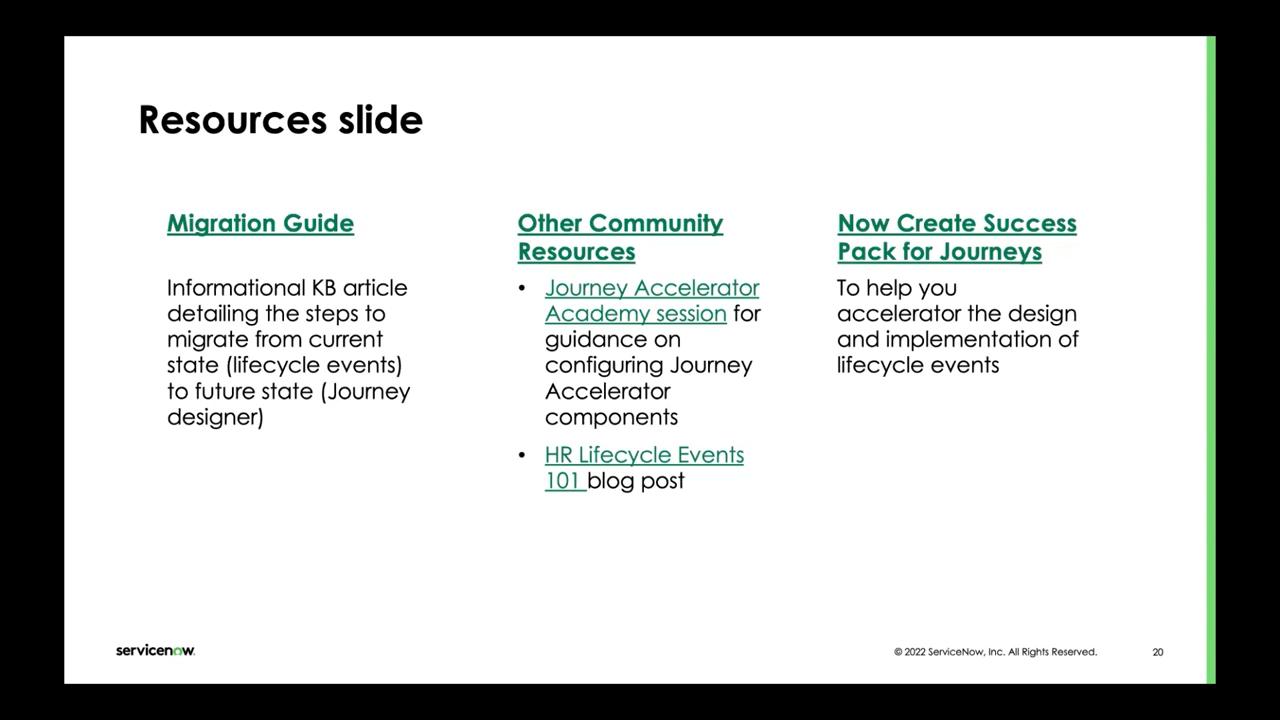 Resources slide
Migration Guide
Informational KB article
detailing the steps to
migrate from current
state (lifecycle events)
to future state (Journey
designer)
Other Community
Resources
• Journey Accelerator
Academy session for
guidance on
configuring Journey
Accelerator
components
• HR Lifecycle Events
101 blog post
Now Create Success
Pack for Journeys
To help you
accelerator the design
and implementation of
lifecycle events
servicenow
© 2022 ServiceNow, Inc. All Rights Reserved.
20